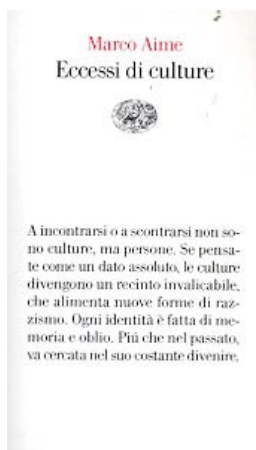 Marco Aime
Eccessi di culture
A incontrarsi o a scontrarsi non so-
no culture, ma persone. Se pensa-
te come un dato assoluto, le culture
divengono un recinto invalicabile,
che alimenta nuove forme di raz-
zismo. Ogni identità è fatta di me-
moria e oblio. Piú che nel passato,
va cercata nel suo costante divenire.